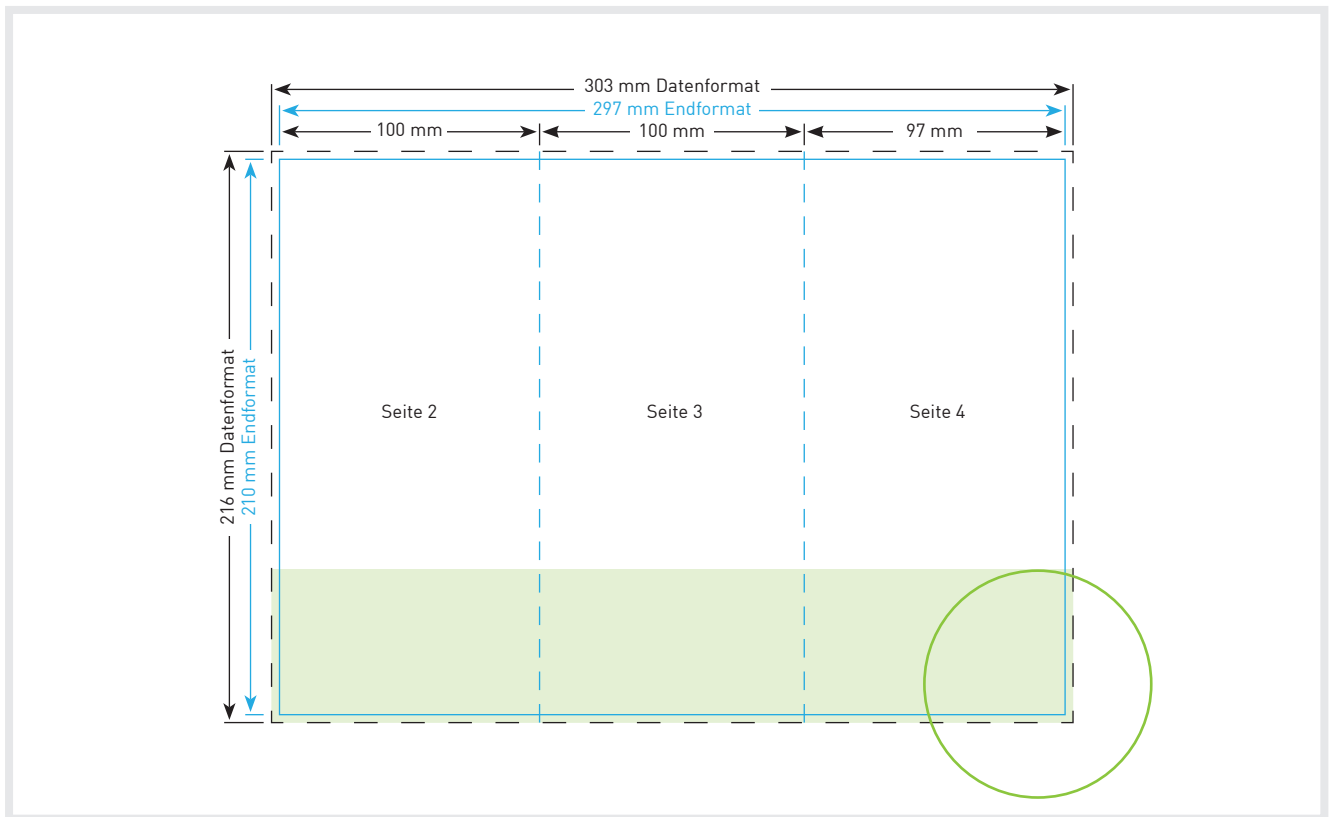 303 mm Datenformat
297 mm Endformat
100 mm
100 mm
97 mm
216 mm Datenformat
210 mm Endformat
Seite 2
Seite 3
Seite 4